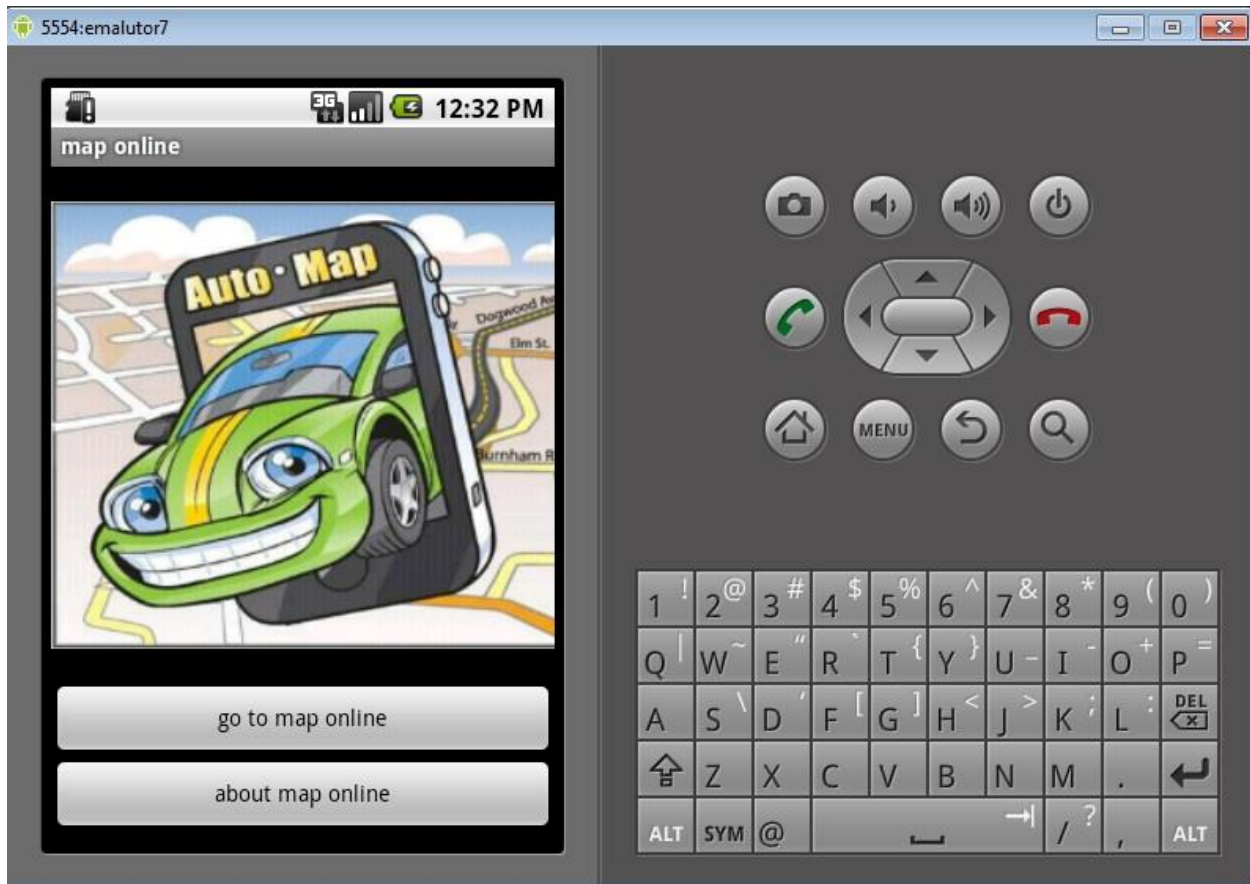 5554:emalutor7
3G 12:32 PM
map online
Auto·Map
Dogwood
Elm St.
Burnham R
go to map online
about map online
MENU
1 ! 2 @ 3 # 4 $ 5 % 6 ^ 7 & 8 * 9 ( 0 )
Q | W ~ E " R ` T { Y } U _ I - O + P =
A S \ D ' F [ G ] H < J > K ; L : DEL
Z X C V B N M .
ALT SYM @ / ? , ALT